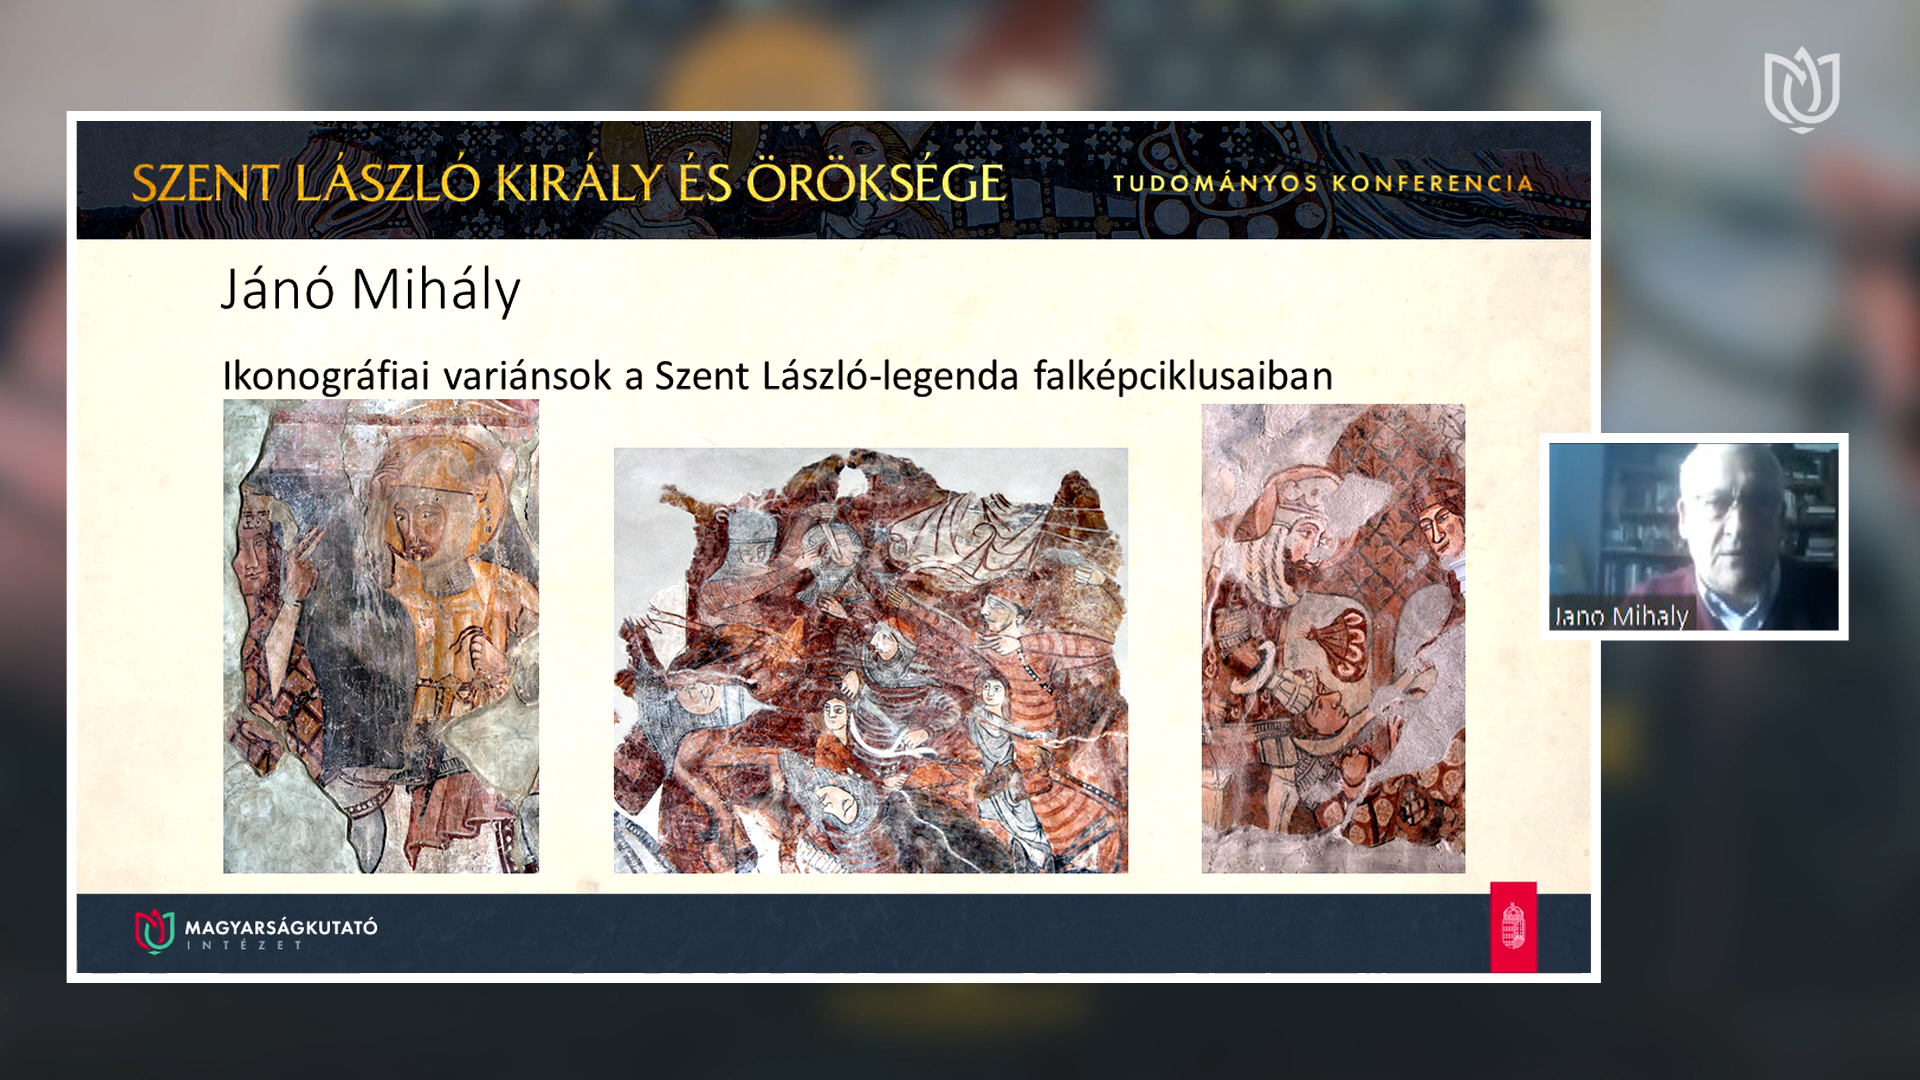 SZENT LÁSZLÓ KIRÁLY ÉS ÖRÖKSÉGE
TUDOMÁNYOS KONFERENCIA
Jánó Mihály
Ikonográfiai variánsok a Szent László-legenda falképciklusaiban
Jano Mihaly
MAGYARSÁGKUTATÓ
INTÉZET